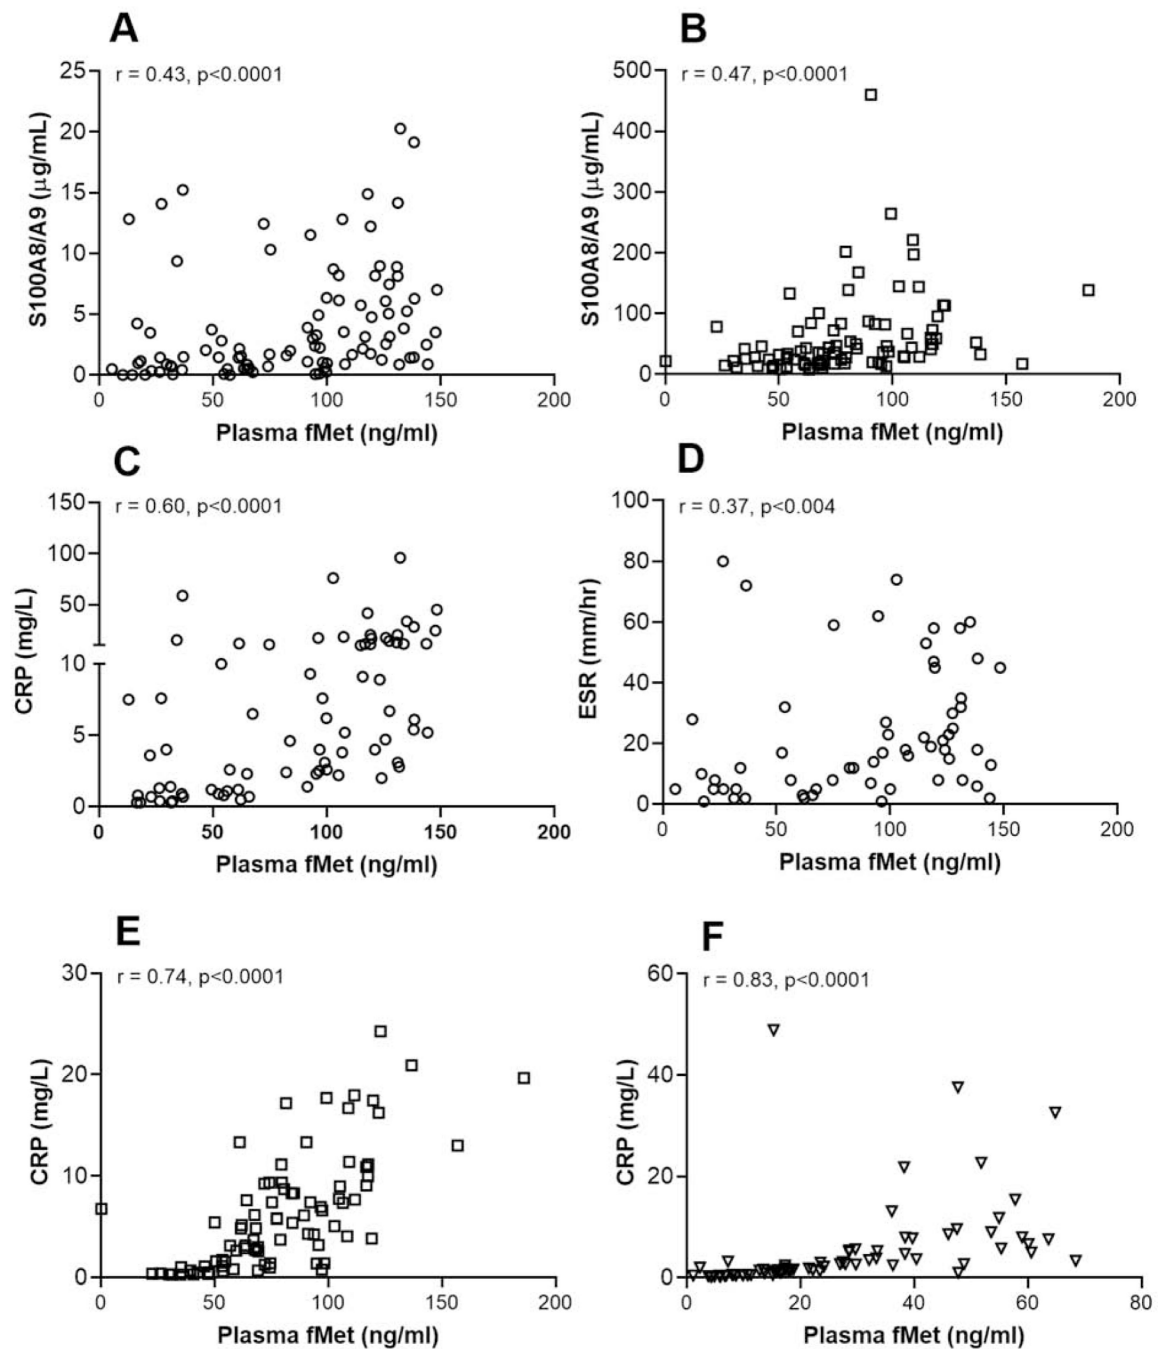 A
r = 0.43, p<0.0001
25
20
15
10
5
0
S100A8/A9 (μg/mL)
0 50 100 150 200
Plasma fMet (ng/ml)
B
r = 0.47, p<0.0001
500
400
300
200
100
0
S100A8/A9 (μg/mL)
0 50 100 150 200
Plasma fMet (ng/ml)
C
r = 0.60, p<0.0001
150
100
50
10
5
0
CRP (mg/L)
0 50 100 150 200
Plasma fMet (ng/ml)
D
r = 0.37, p<0.004
100
80
60
40
20
0
ESR (mm/hr)
0 50 100 150 200
Plasma fMet (ng/ml)
E
r = 0.74, p<0.0001
30
20
10
0
CRP (mg/L)
0 50 100 150 200
Plasma fMet (ng/ml)
F
r = 0.83, p<0.0001
60
40
20
0
CRP (mg/L)
0 20 40 60 80
Plasma fMet (ng/ml)